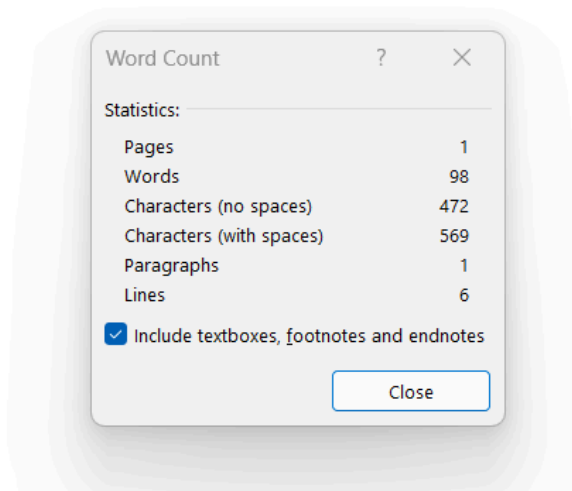 Word Count ?
Statistics:
Pages 1
Words 98
Characters (no spaces) 472
Characters (with spaces) 569
Paragraphs 1
Lines 6
Include textboxes, footnotes and endnotes
Close